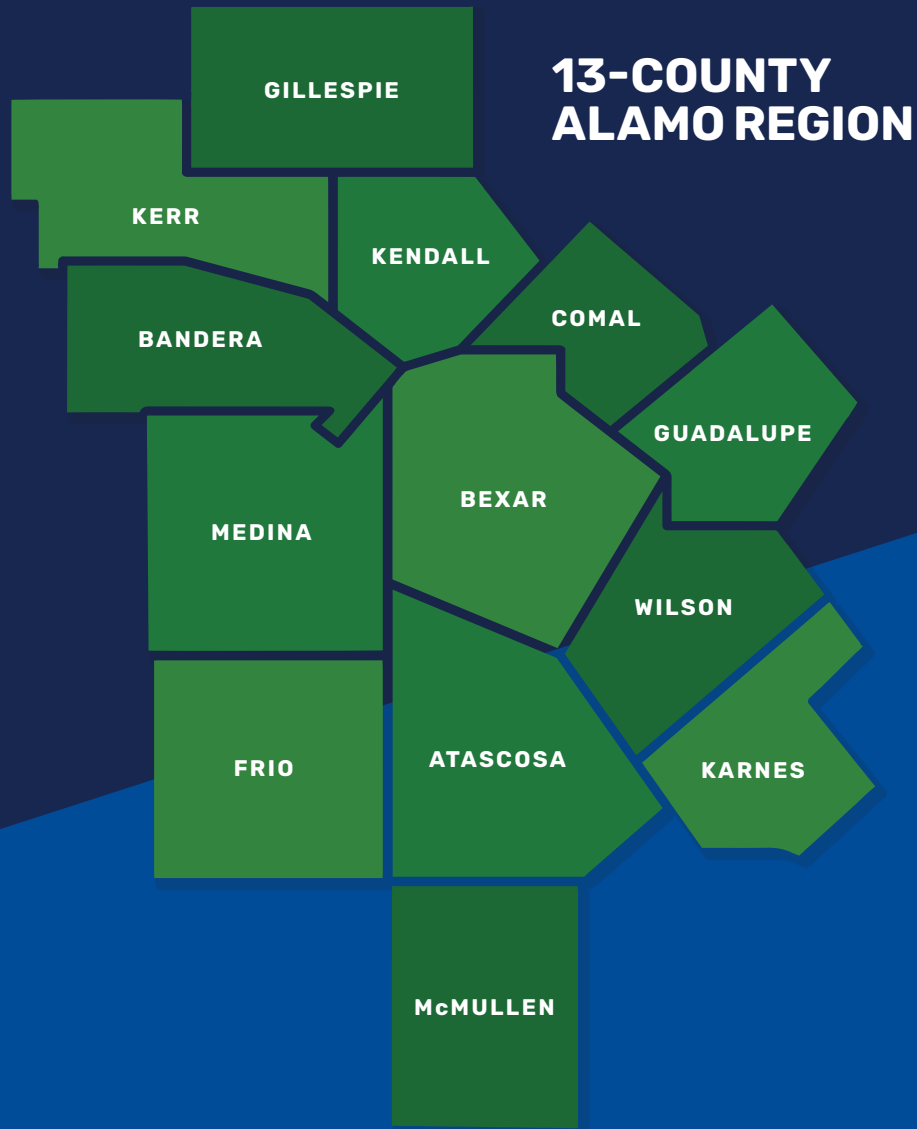 13-COUNTY
ALAMO REGION
GILLESPIE
KERR
KENDALL
COMAL
BANDERA
GUADALUPE
BEXAR
MEDINA
WILSON
ATASCOSA
FRIO
KARNES
McMULLEN